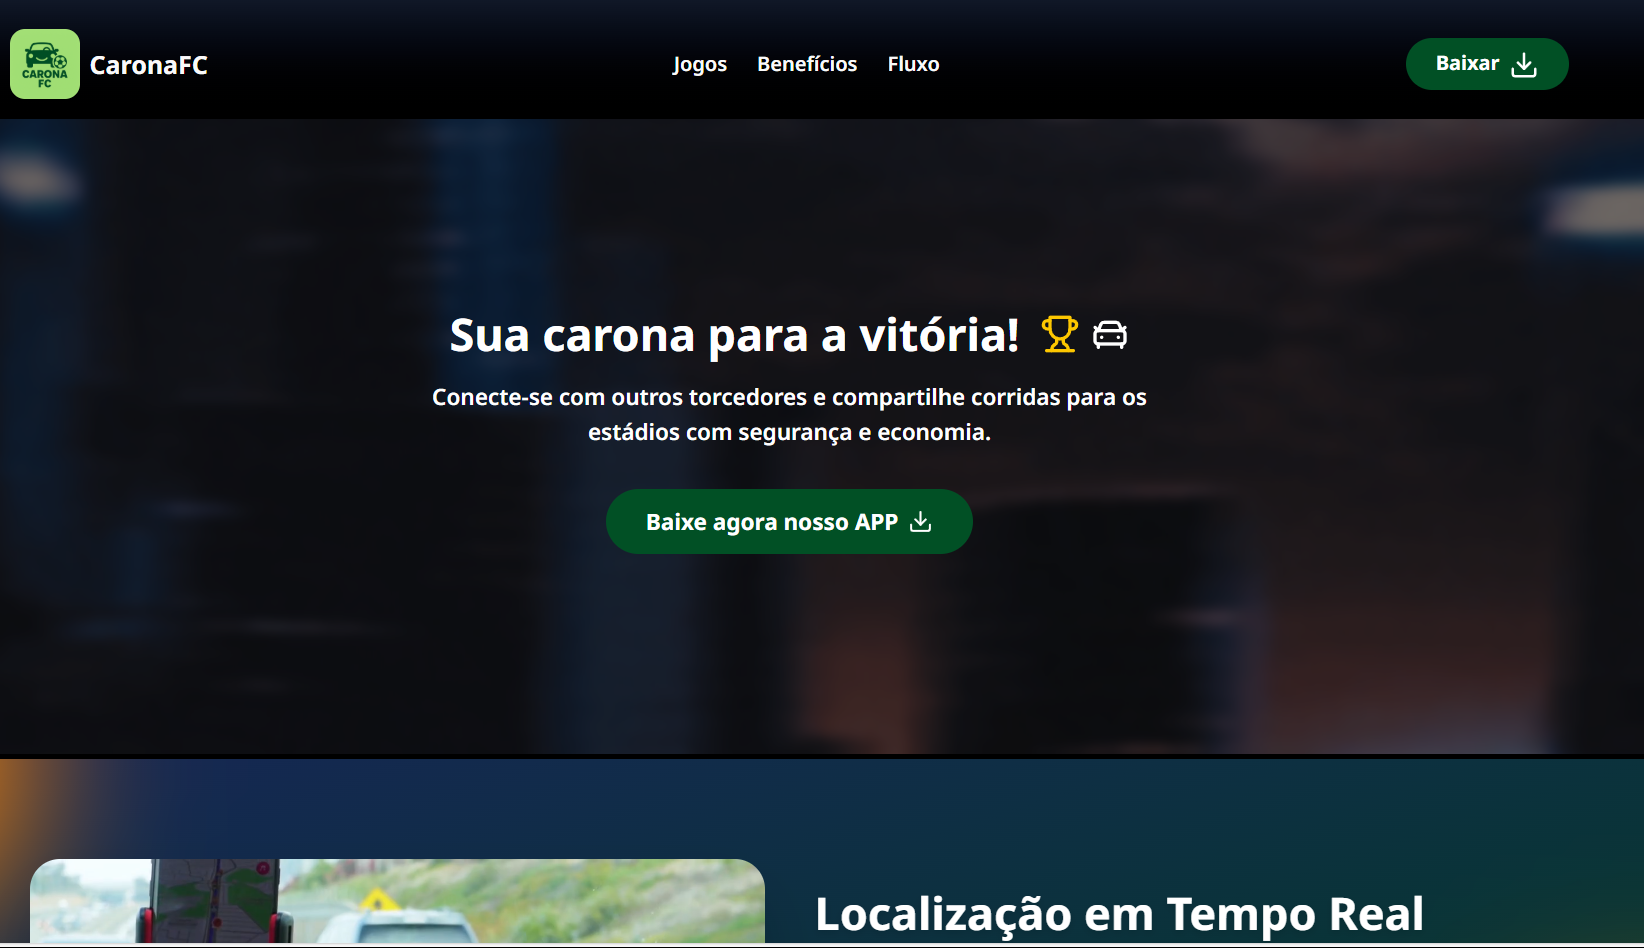 CARONA
FC
CaronaFC
Jogos
Benefícios
Fluxo
Baixar
Sua carona para a vitória!
Conecte-se com outros torcedores e compartilhe corridas para os
estádios com segurança e economia.
Baixe agora nosso APP
Localização em Tempo Real